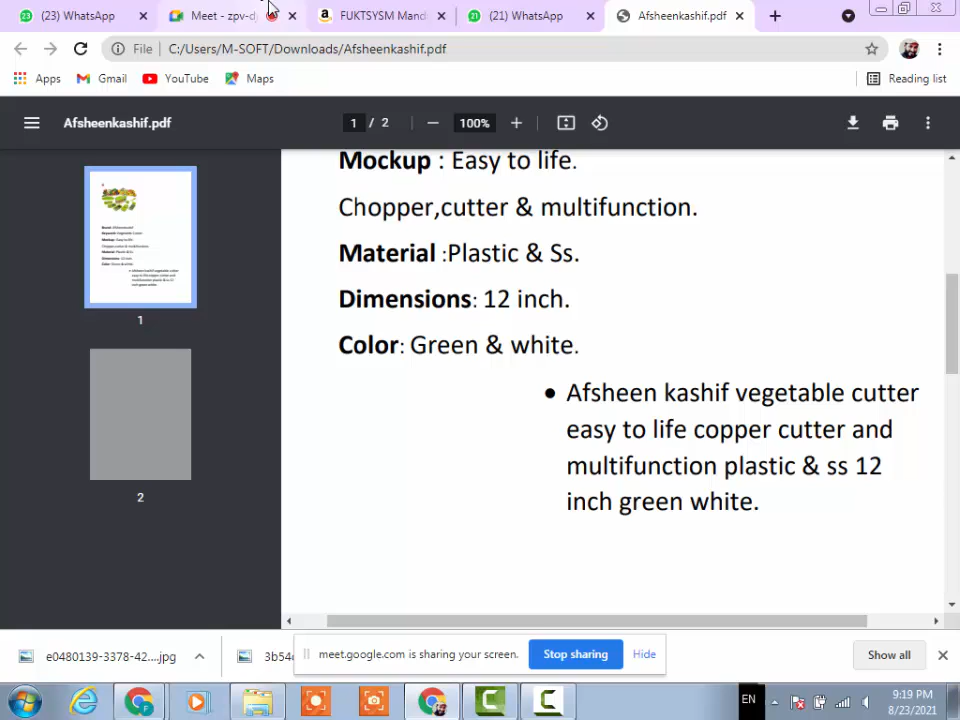 (23) WhatsApp
Meet - zpv-d
FUKTSYSM Mand
(21) WhatsApp
Afsheenkashif.pdf
File
C:/Users/M-SOFT/Downloads/Afsheenkashif.pdf
Apps
Gmail
YouTube
Maps
Reading list
Afsheenkashif.pdf
1 / 2
100%
Mockup : Easy to life.
Chopper,cutter & multifunction.
Material :Plastic & Ss.
Dimensions: 12 inch.
Color: Green & white.
• Afsheen kashif vegetable cutter
easy to life copper cutter and
multifunction plastic & ss 12
inch green white.
1
2
e0480139-3378-42....jpg
3b54
meet.google.com is sharing your screen.
Stop sharing
Hide
Show all
EN
9:19 PM
8/23/2021